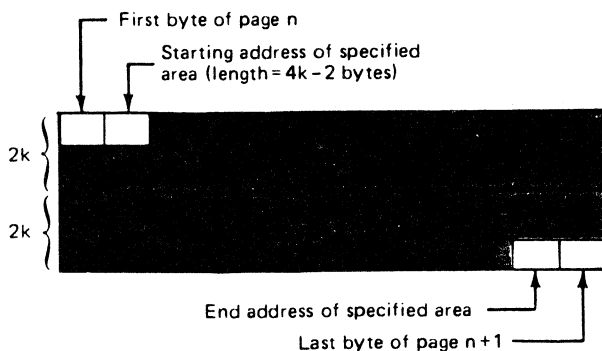 First byte of page n
Starting address of specified
area (length=4k-2 bytes)
2k
2k
End address of specified area
Last byte of page n+1